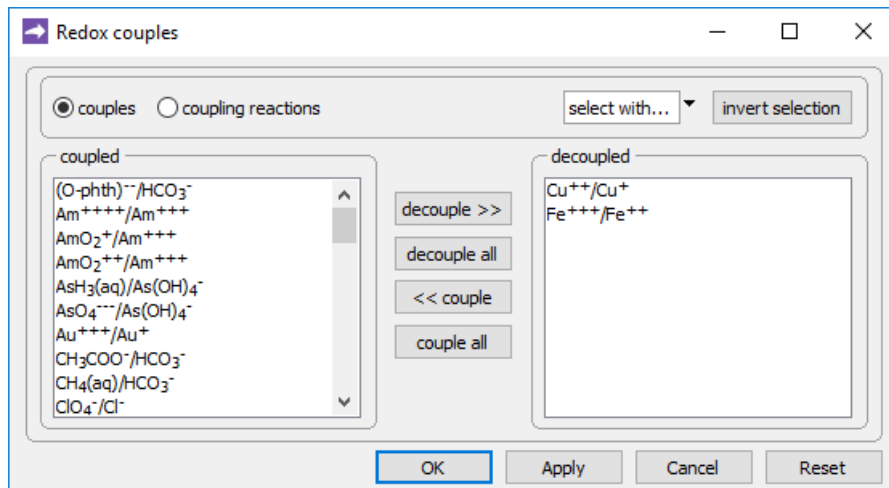 Redox couples
couples
coupling reactions
select with...
invert selection
coupled
(O-phth)⁻⁻/HCO₃⁻
Am⁺⁺⁺⁺/Am⁺⁺⁺
AmO₂⁺/Am⁺⁺⁺
AmO₂⁺⁺/Am⁺⁺⁺
AsH₃(aq)/As(OH)₄⁻
AsO₄⁻⁻⁻/As(OH)₄⁻
Au⁺⁺⁺/Au⁺
CH₃COO⁻/HCO₃⁻
CH₄(aq)/HCO₃⁻
ClO₄⁻/Cl⁻
decouple >>
decouple all
<< couple
couple all
decoupled
Cu⁺⁺/Cu⁺
Fe⁺⁺⁺/Fe⁺⁺
OK
Apply
Cancel
Reset